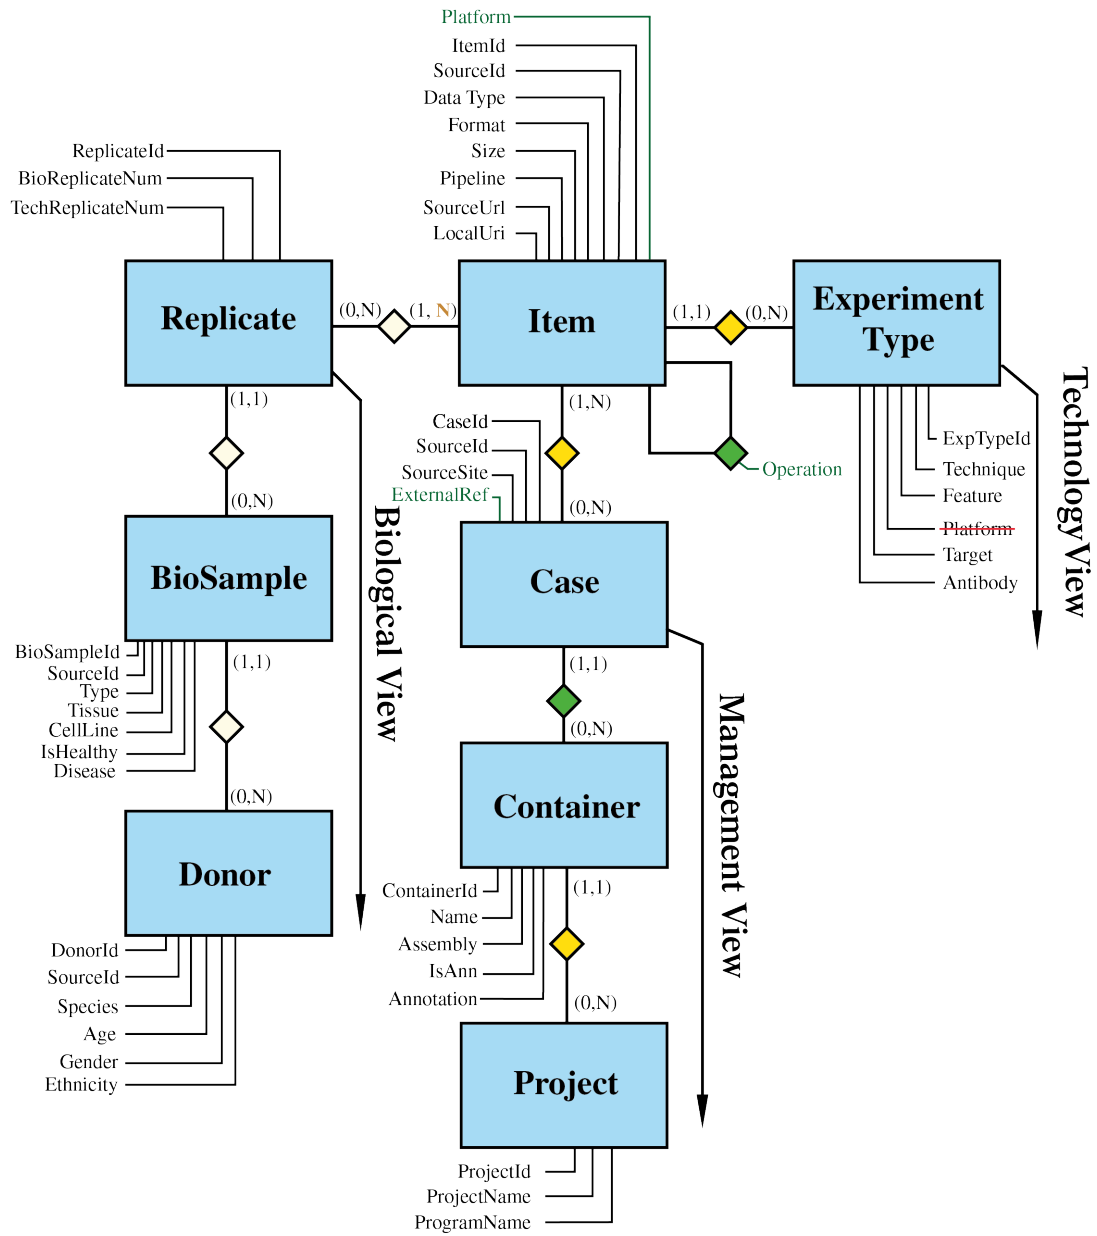 Platform
ItemId
SourceId
Data Type
Format
Size
Pipeline
SourceUrl
LocalUri
ReplicateId
BioReplicateNum
TechReplicateNum
Replicate
(0,N)
(1, N)
Item
(1,1)
(0,N)
Experiment
Type
(1,1)
(0,N)
(1,N)
CaseId
SourceId
SourceSite
ExternalRef
(0,N)
Operation
ExpTypeId
Technique
Feature
Platform
Target
Antibody
TechnologyView
BioSample
Biological View
Case
BioSampleId
SourceId
Type
Tissue
CellLine
IsHealthy
Disease
(1,1)
(0,N)
(1,1)
(0,N)
Management View
Donor
Container
DonorId
SourceId
Species
Age
Gender
Ethnicity
ContainerId
Name
Assembly
IsAnn
Annotation
(1,1)
(0,N)
Project
ProjectId
ProjectName
ProgramName